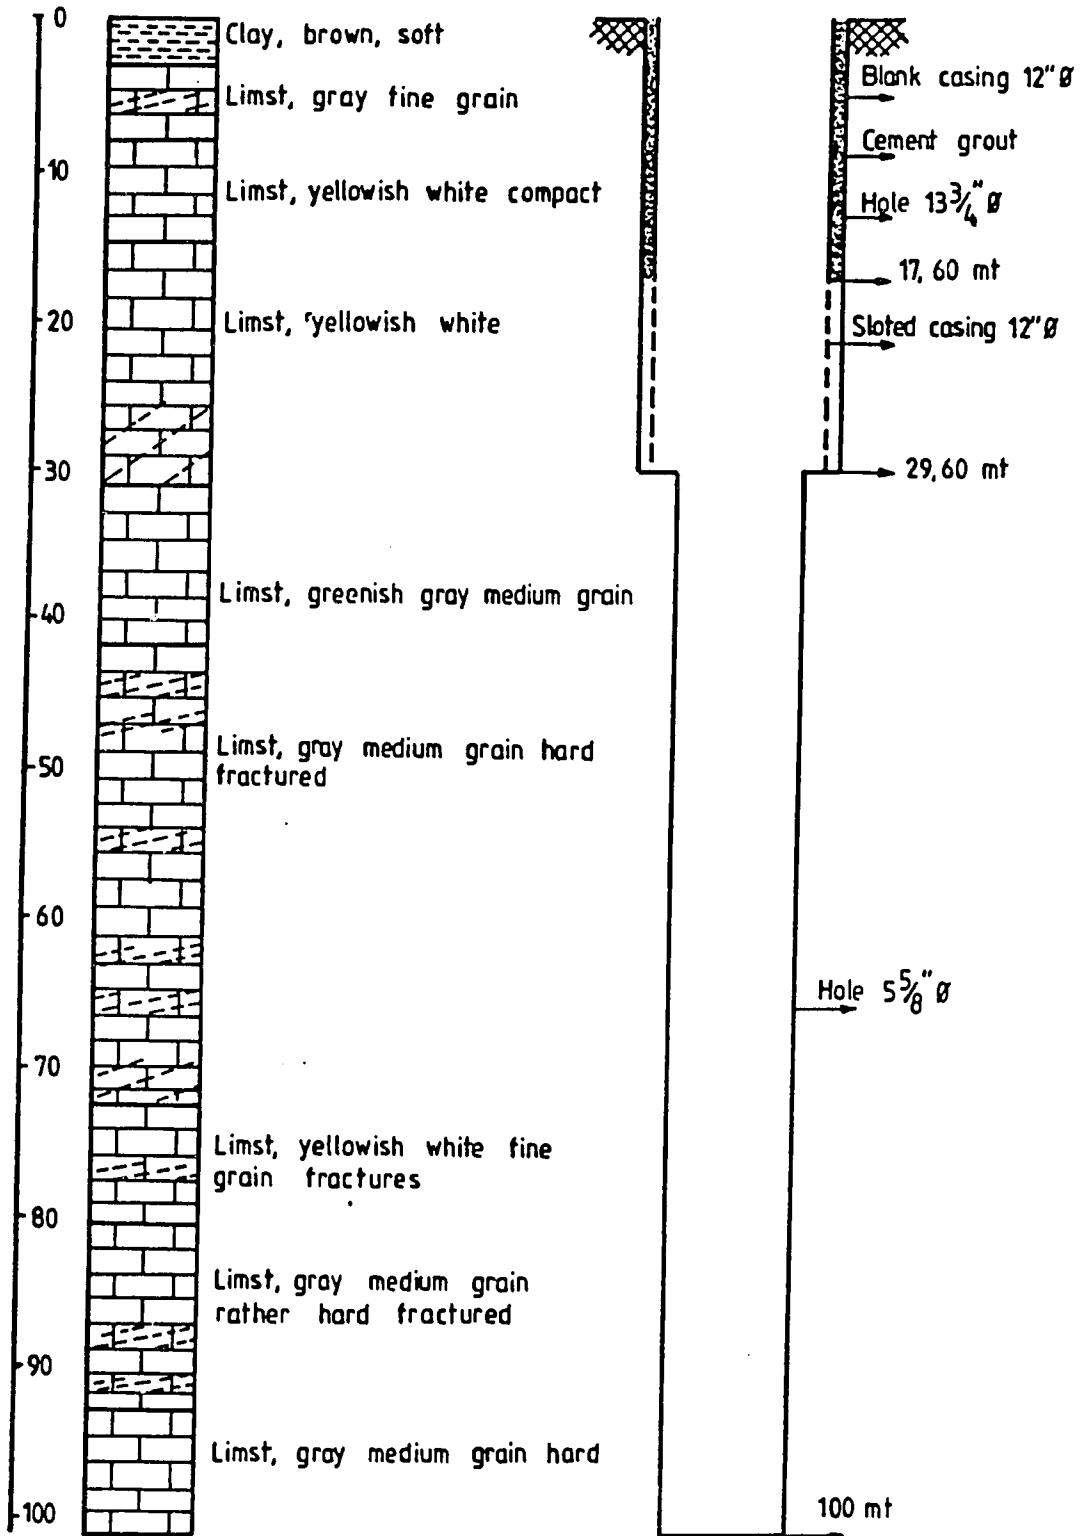 0
Clay, brown, soft
Limst, gray fine grain
10
Limst, yellowish white compact
20
Limst, yellowish white
30
Limst, greenish gray medium grain
40
Limst, gray medium grain hard
fractured
50
60
70
Limst, yellowish white fine
grain fractures
80
Limst, gray medium grain
rather hard fractured
90
Limst, gray medium grain hard
100
Blank casing 12"Ø
Cement grout
Hole 13 3/4"Ø
17,60 mt
Sloted casing 12"Ø
29,60 mt
Hole 5 5/8"Ø
100 mt